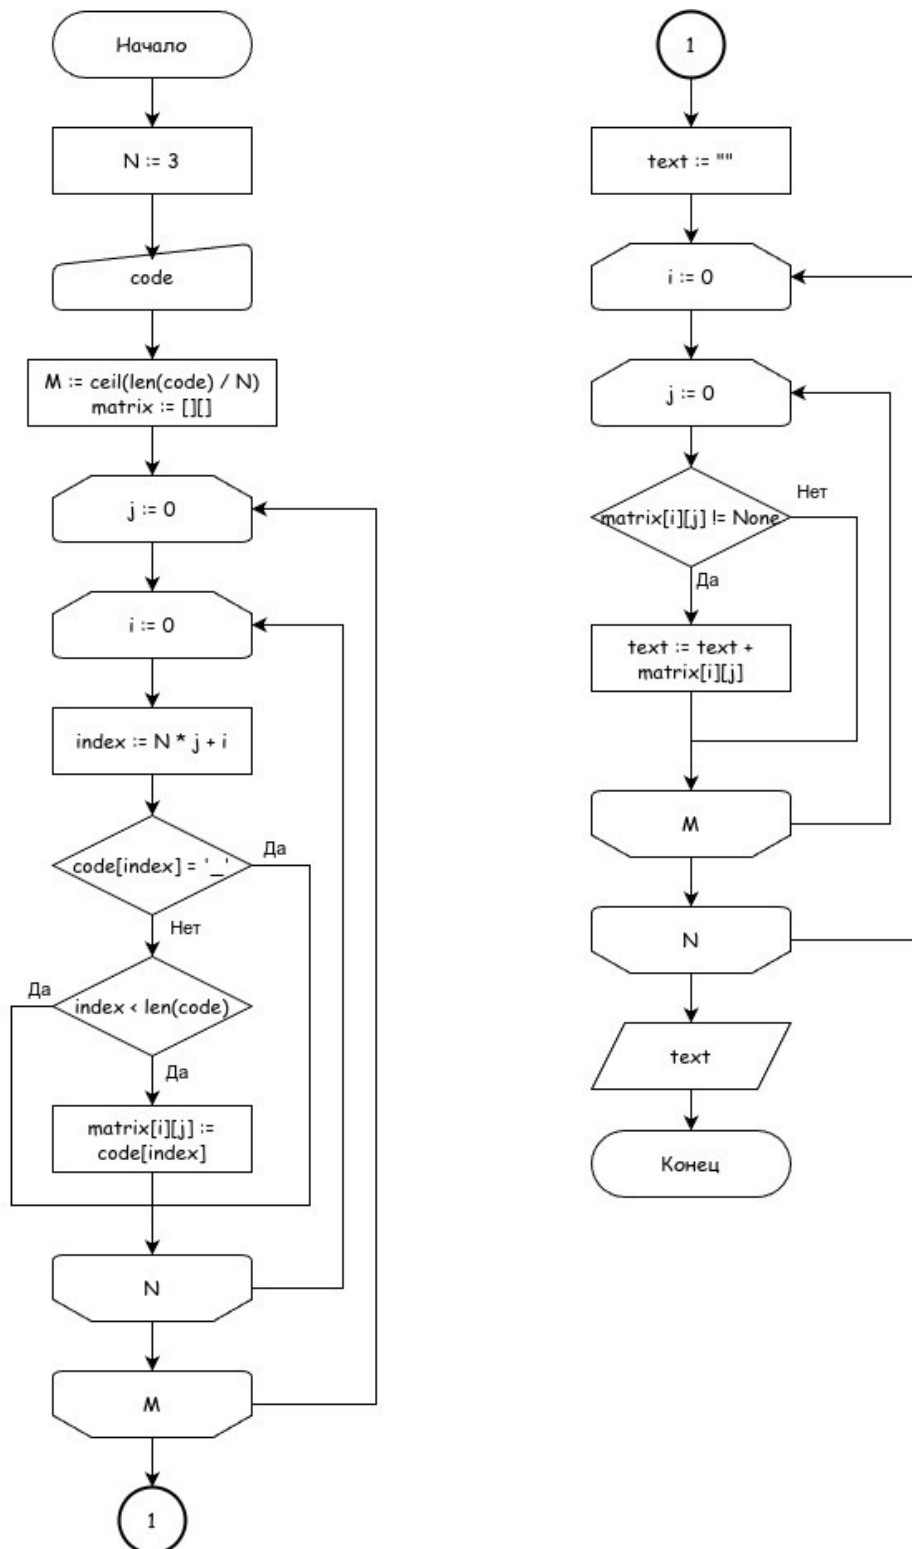 Начало
N := 3
code
M := ceil(len(code) / N)
matrix := [][]
j := 0
i := 0
index := N * j + i
code[index] = '_'
Да
Нет
Да
index < len(code)
Да
matrix[i][j] :=
code[index]
N
M
1
1
text := ""
i := 0
j := 0
Нет
matrix[i][j] != None
Да
text := text +
matrix[i][j]
M
N
text
Конец